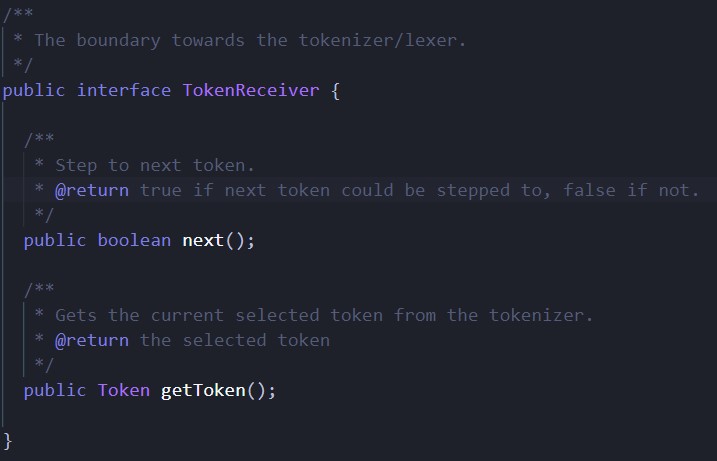 /**
 * The boundary towards the tokenizer/lexer.
 */
public interface TokenReceiver {
  /**
   * Step to next token.
   * @return true if next token could be stepped to, false if not.
   */
  public boolean next();
  /**
   * Gets the current selected token from the tokenizer.
   * @return the selected token
   */
  public Token getToken();
}